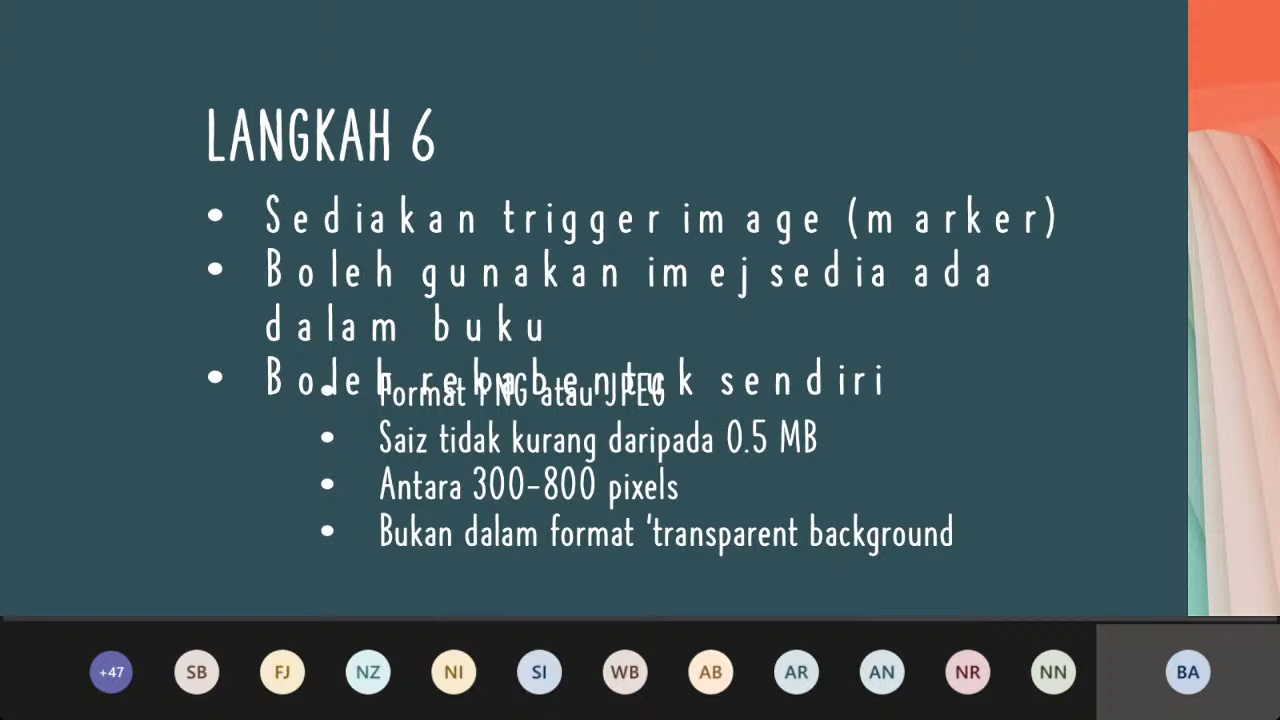 LANGKAH 6
• Sediakan trigger image (marker)
• Boleh gunakan imej sedia ada
dalam buku
• Boleh rekabentuk sendiri
• Format PNG atau JPEG
• Saiz tidak kurang daripada 0.5 MB
• Antara 300-800 pixels
• Bukan dalam format 'transparent background
+47 SB FJ NZ NI SI WB AB AR AN NR NN BA